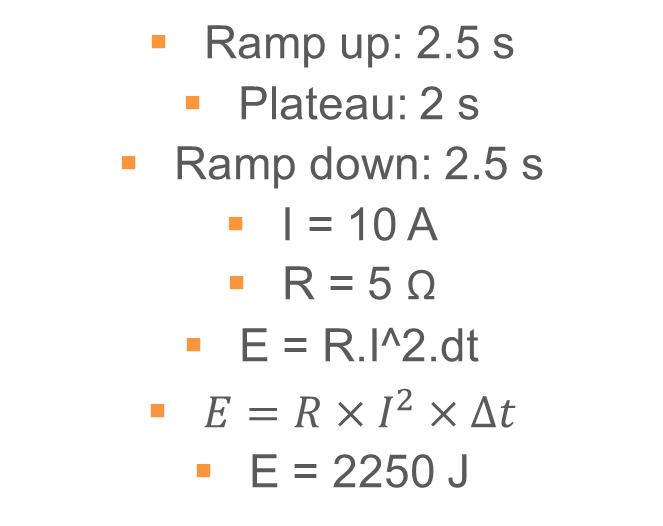 ▪ Ramp up: 2.5 s
▪ Plateau: 2 s
▪ Ramp down: 2.5 s
▪ I = 10 A
▪ R = 5 Ω
▪ E = R.I^2.dt
▪ E = R × I² × Δt
▪ E = 2250 J